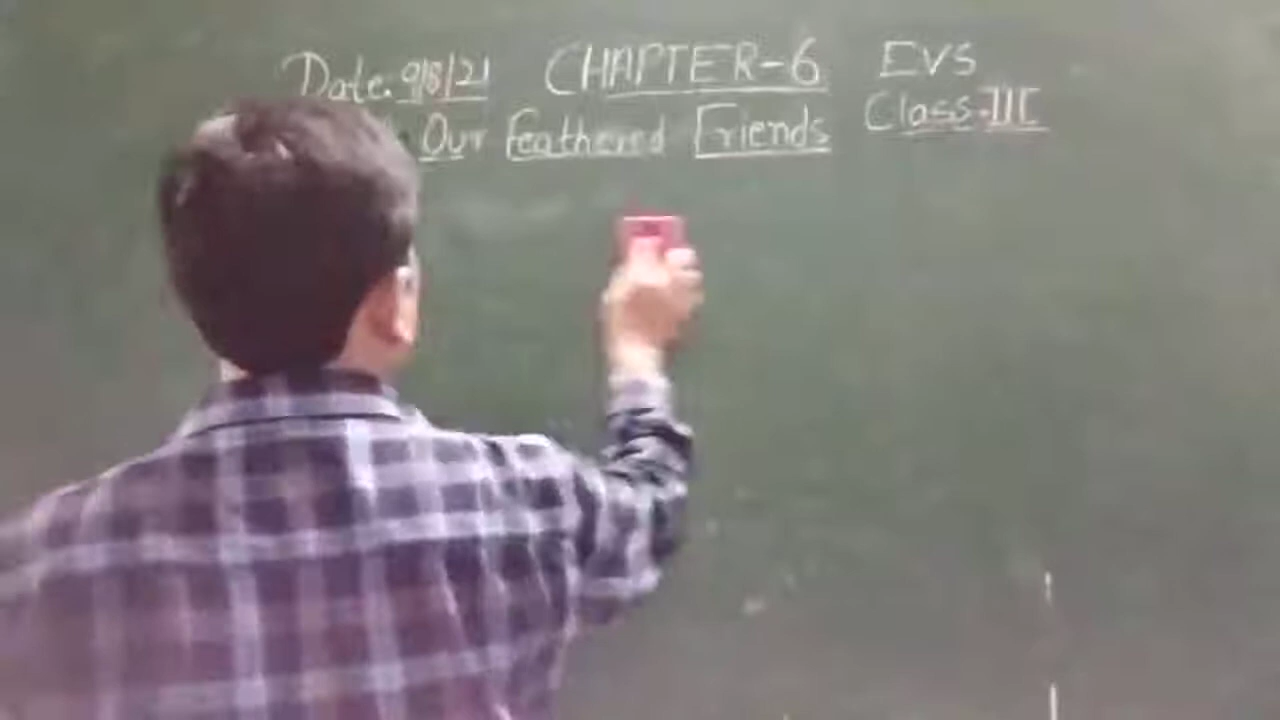 Date: 9/8/21 CHAPTER-6 EVS
Our Feathered Friends Class-III